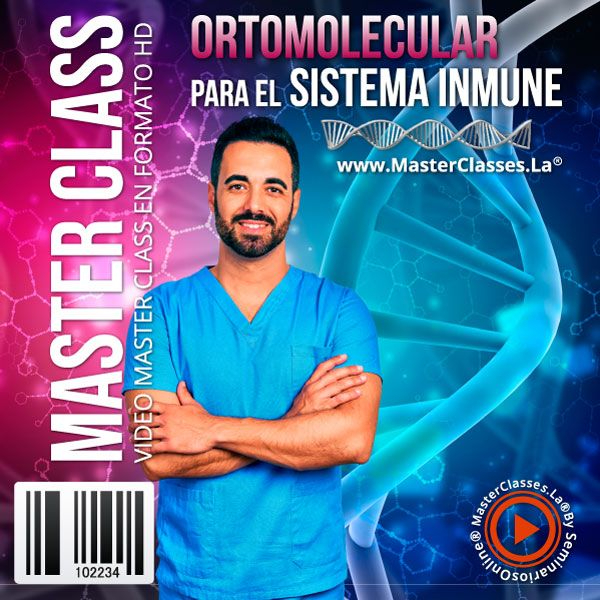 ORTOMOLECULAR
PARA EL SISTEMA INMUNE
www.MasterClasses.La®
MASTER CLASS
VIDEO MASTER CLASS EN FORMATO HD
102234
MasterClasses.La®By SeminariosOnline®